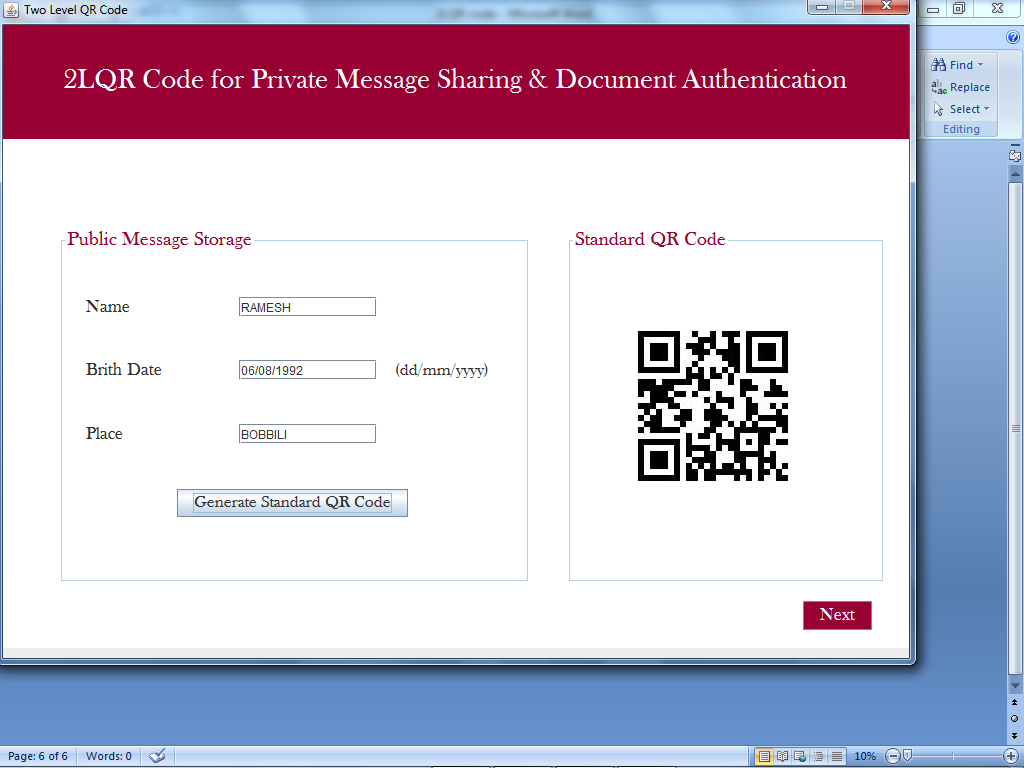 Two Level QR Code
2LQR Code for Private Message Sharing & Document Authentication
Find
Replace
Select
Editing
Public Message Storage
Standard QR Code
Name
RAMESH
Brith Date
06/08/1992
(dd/mm/yyyy)
Place
BOBBILI
Generate Standard QR Code
Next
Page: 6 of 6
Words: 0
10%